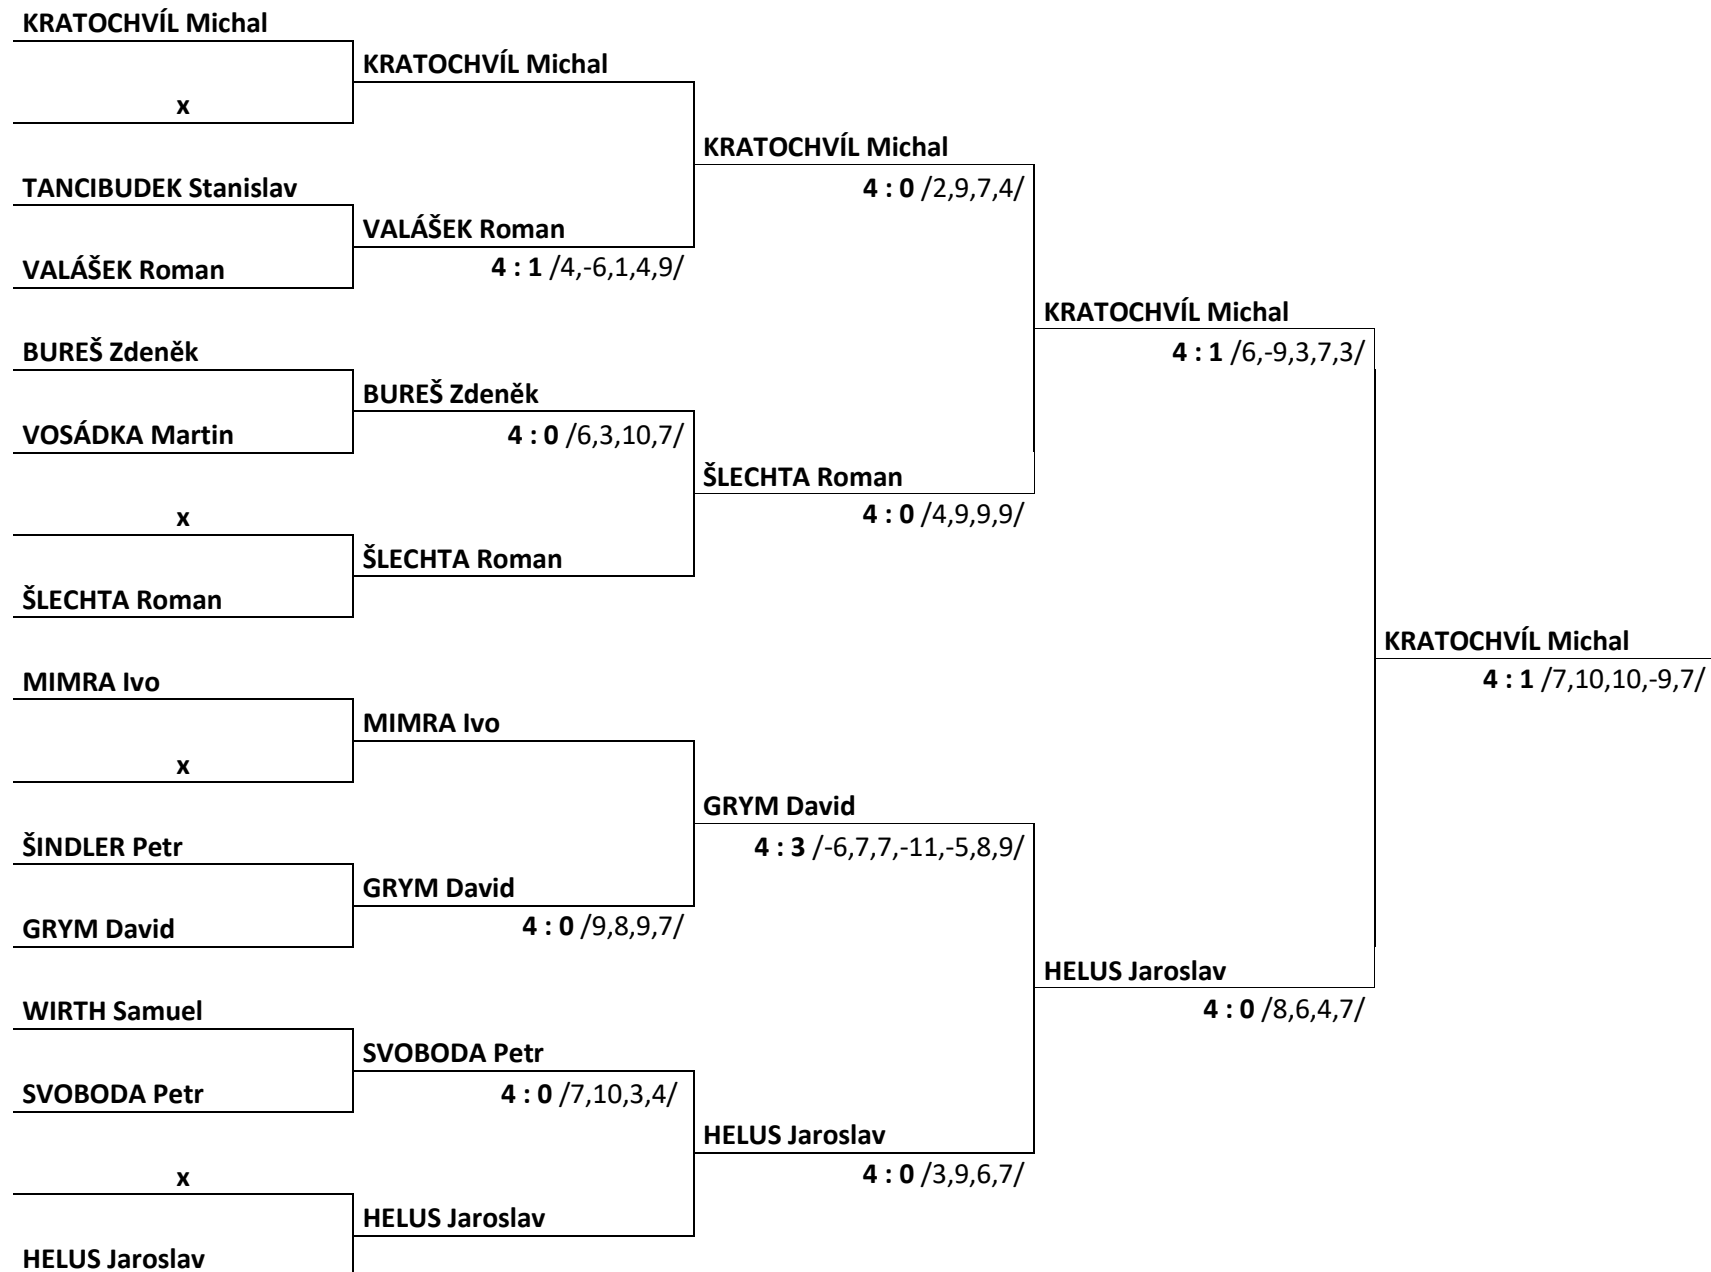 KRATOCHVÍL Michal
KRATOCHVÍL Michal
x
KRATOCHVÍL Michal
TANCIBUDEK Stanislav
4 : 0 /2,9,7,4/
VALÁŠEK Roman
VALÁŠEK Roman
4 : 1 /4,-6,1,4,9/
KRATOCHVÍL Michal
BUREŠ Zdeněk
4 : 1 /6,-9,3,7,3/
BUREŠ Zdeněk
VOSÁDKA Martin
4 : 0 /6,3,10,7/
ŠLECHTA Roman
x
4 : 0 /4,9,9,9/
ŠLECHTA Roman
ŠLECHTA Roman
KRATOCHVÍL Michal
MIMRA Ivo
4 : 1 /7,10,10,-9,7/
MIMRA Ivo
x
GRYM David
ŠINDLER Petr
4 : 3 /-6,7,7,-11,-5,8,9/
GRYM David
GRYM David
4 : 0 /9,8,9,7/
HELUS Jaroslav
WIRTH Samuel
4 : 0 /8,6,4,7/
SVOBODA Petr
SVOBODA Petr
4 : 0 /7,10,3,4/
HELUS Jaroslav
x
4 : 0 /3,9,6,7/
HELUS Jaroslav
HELUS Jaroslav